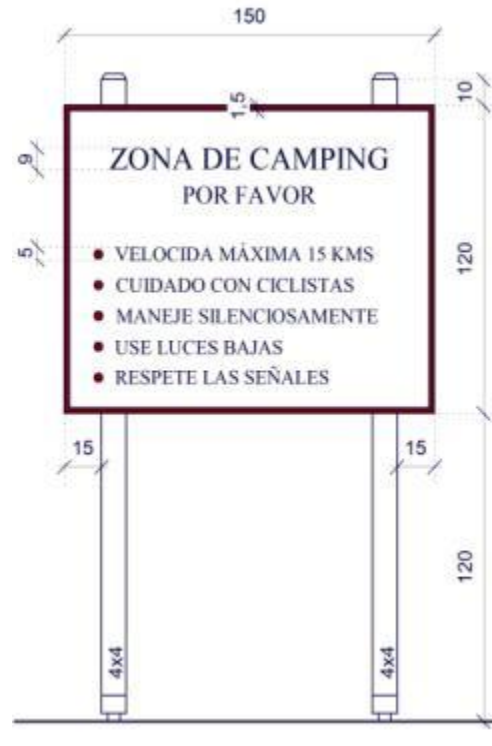 150
10
1,5
9
ZONA DE CAMPING
POR FAVOR
5
120
• VELOCIDA MÁXIMA 15 KMS
• CUIDADO CON CICLISTAS
• MANEJE SILENCIOSAMENTE
• USE LUCES BAJAS
• RESPETE LAS SEÑALES
15
15
120
4x4
4x4